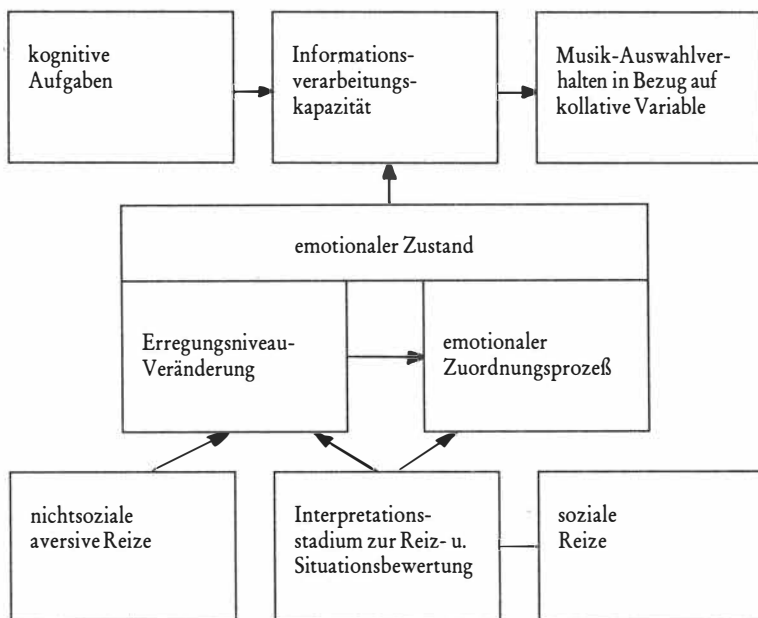 kognitive
Aufgaben
Informations-
verarbeitungs-
kapazität
Musik-Auswahlver-
halten in Bezug auf
kollative Variable
emotionaler Zustand
Erregungsniveau-
Veränderung
emotionaler
Zuordnungsprozeß
nichtsoziale
aversive Reize
Interpretations-
stadium zur Reiz- u.
Situationsbewertung
soziale
Reize